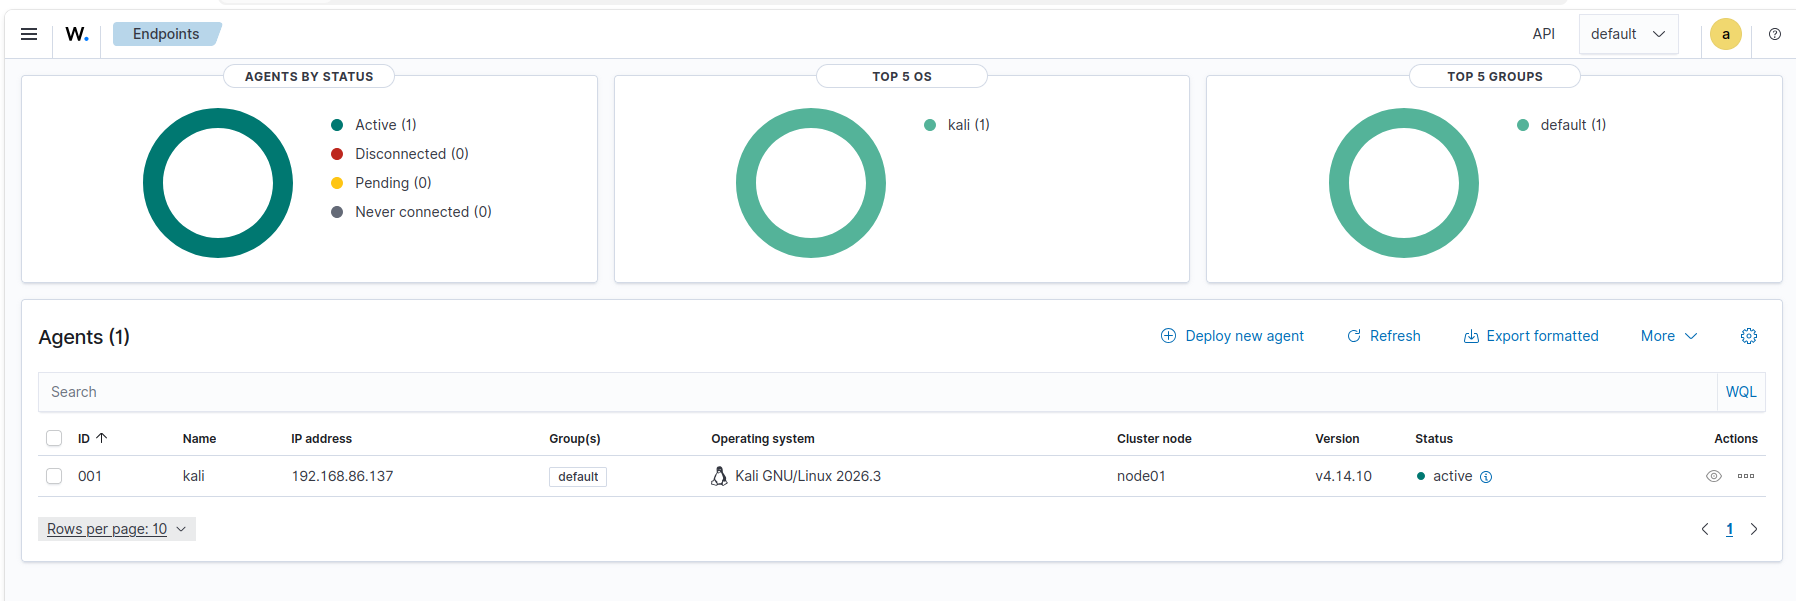 W. Endpoints API default a
AGENTS BY STATUS
Active (1)
Disconnected (0)
Pending (0)
Never connected (0)
TOP 5 OS
kali (1)
TOP 5 GROUPS
default (1)
Agents (1) Deploy new agent Refresh Export formatted More
Search WQL
ID Name IP address Group(s) Operating system Cluster node Version Status Actions
001 kali 192.168.86.137 default Kali GNU/Linux 2026.3 node01 v4.14.10 active
Rows per page: 10 1